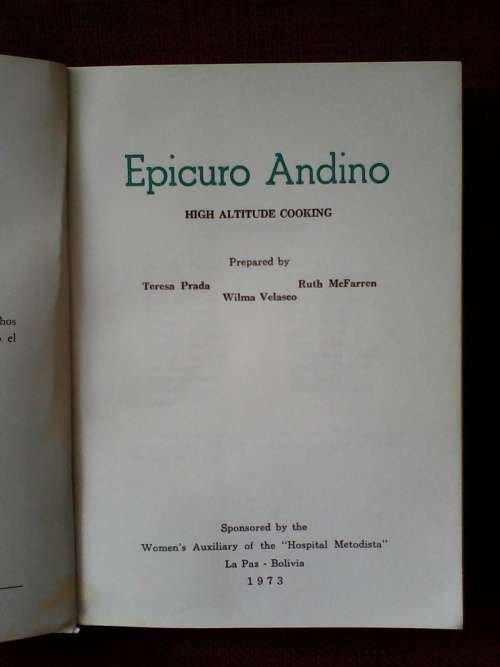 hos
el
Epicuro Andino
HIGH ALTITUDE COOKING
Prepared by
Teresa Prada Ruth McFarren
Wilma Velasco
Sponsored by the
Women's Auxiliary of the "Hospital Metodista"
La Paz - Bolivia
1973